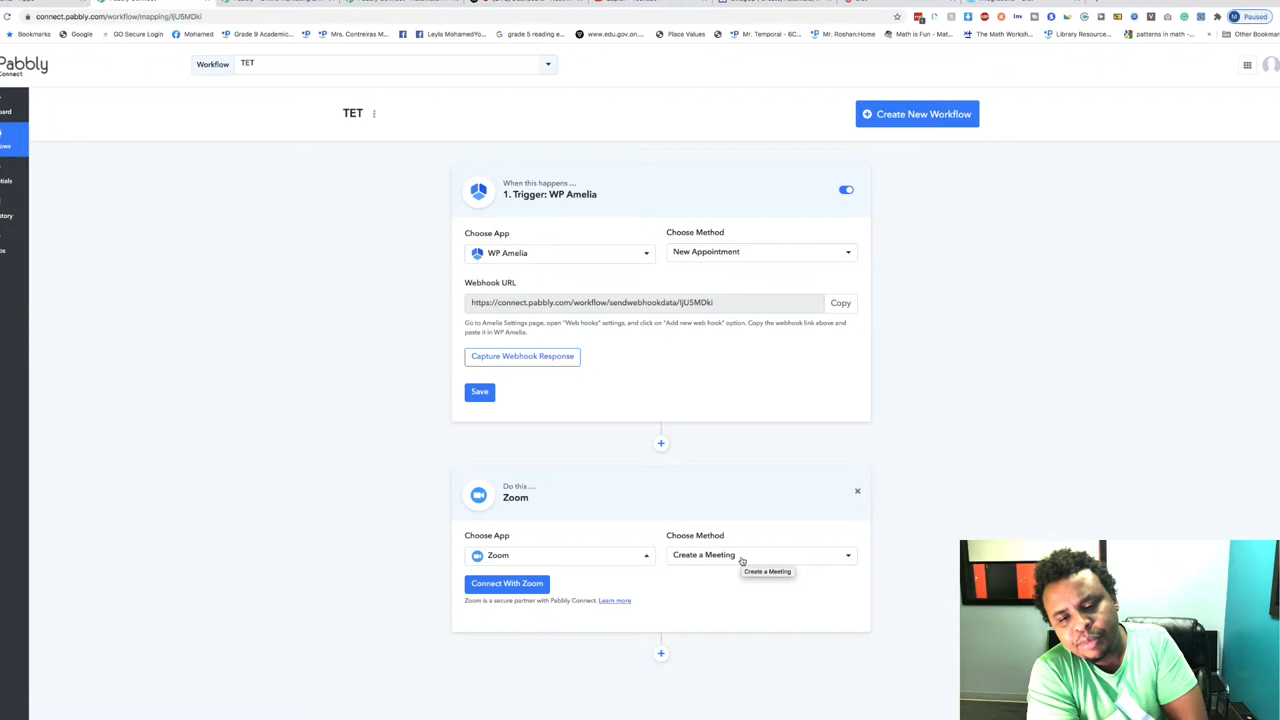 connect.pabbly.com/workflow/mapping/IjU5MDki
Paused
Bookmarks
Google
GO Secure Login
Mohamed
Grade 9 Academic...
Mrs. Contreiras M...
Leyla MohamedYo...
grade 5 reading e...
www.edu.gov.on....
Place Values
Mr. Temporal - 6C...
Mr. Roshan:Home
Math is Fun - Mat...
The Math Worksh...
Library Resource...
patterns in math -...
Other Bookmar
Pabbly
Connect
Workflow
TET
TET
Create New Workflow
When this happens ...
1. Trigger: WP Amelia
Choose App
Choose Method
WP Amelia
New Appointment
Webhook URL
https://connect.pabbly.com/workflow/sendwebhookdata/IjU5MDki
Copy
Go to Amelia Settings page, open "Web hooks" settings, and click on "Add new web hook" option. Copy the webhook link above and
paste it in WP Amelia.
Capture Webhook Response
Save
Do this ...
Zoom
Choose App
Choose Method
Zoom
Create a Meeting
Create a Meeting
Connect With Zoom
Zoom is a secure partner with Pabbly Connect. Learn more